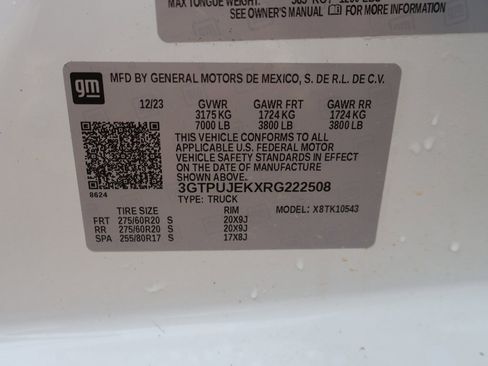 MAX TONGUE WEIGHT:
SEE OWNER'S MANUAL FOR MORE INFORMATION
gm
MFD BY GENERAL MOTORS DE MEXICO, S. DE R.L. DE C.V.
12/23 GVWR GAWR FRT GAWR RR
3175 KG 1724 KG 1724 KG
7000 LB 3800 LB 3800 LB
THIS VEHICLE CONFORMS TO ALL
APPLICABLE U.S. FEDERAL MOTOR
VEHICLE SAFETY STANDARDS IN EFFECT
ON THE DATE OF MANUFACTURE
SHOWN ABOVE.
8624
3GTPUJEKXRG222508
TYPE: TRUCK
TIRE SIZE RIM MODEL: X8TK10543
FRT 275/60R20 S 20X9J
RR 275/60R20 S 20X9J
SPA 255/80R17 S 17X8J